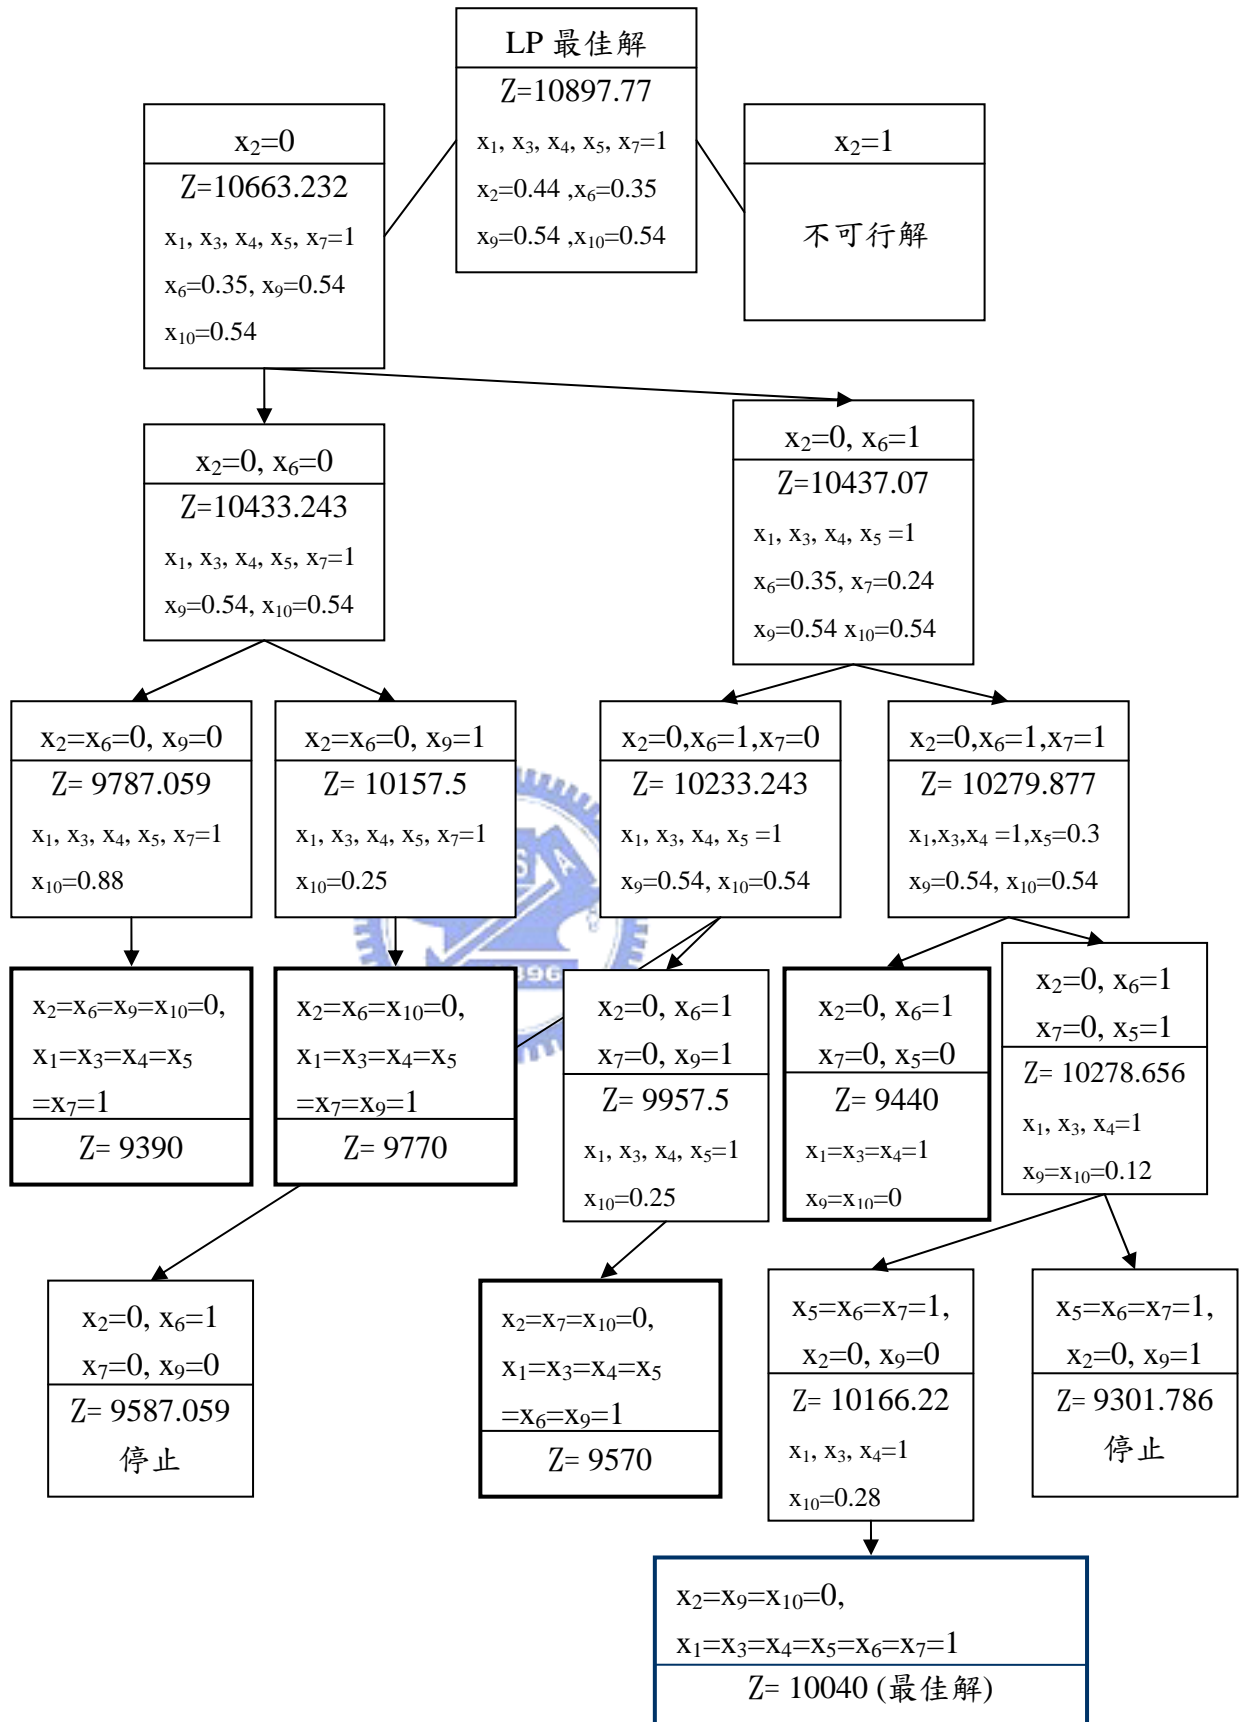 LP 最佳解
Z=10897.77
x₁, x₃, x₄, x₅, x₇=1
x₂=0.44 ,x₆=0.35
x₉=0.54 ,x₁₀=0.54
x₂=0
Z=10663.232
x₁, x₃, x₄, x₅, x₇=1
x₆=0.35, x₉=0.54
x₁₀=0.54
x₂=1
不可行解
x₂=0, x₆=0
Z=10433.243
x₁, x₃, x₄, x₅, x₇=1
x₉=0.54, x₁₀=0.54
x₂=0, x₆=1
Z=10437.07
x₁, x₃, x₄, x₅ =1
x₆=0.35, x₇=0.24
x₉=0.54 x₁₀=0.54
x₂=x₆=0, x₉=0
Z= 9787.059
x₁, x₃, x₄, x₅, x₇=1
x₁₀=0.88
x₂=x₆=0, x₉=1
Z= 10157.5
x₁, x₃, x₄, x₅, x₇=1
x₁₀=0.25
x₂=0,x₆=1,x₇=0
Z= 10233.243
x₁, x₃, x₄, x₅ =1
x₉=0.54, x₁₀=0.54
x₂=0,x₆=1,x₇=1
Z= 10279.877
x₁,x₃,x₄ =1,x₅=0.3
x₉=0.54, x₁₀=0.54
x₂=x₆=x₉=x₁₀=0,
x₁=x₃=x₄=x₅
=x₇=1
Z= 9390
x₂=x₆=x₁₀=0,
x₁=x₃=x₄=x₅
=x₇=x₉=1
Z= 9770
x₂=0, x₆=1
x₇=0, x₉=1
Z= 9957.5
x₁, x₃, x₄, x₅=1
x₁₀=0.25
x₂=0, x₆=1
x₇=0, x₅=0
Z= 9440
x₁=x₃=x₄=1
x₉=x₁₀=0
x₂=0, x₆=1
x₇=0, x₅=1
Z= 10278.656
x₁, x₃, x₄=1
x₉=x₁₀=0.12
x₂=0, x₆=1
x₇=0, x₉=0
Z= 9587.059
停止
x₂=x₇=x₁₀=0,
x₁=x₃=x₄=x₅
=x₆=x₉=1
Z= 9570
x₅=x₆=x₇=1,
x₂=0, x₉=0
Z= 10166.22
x₁, x₃, x₄=1
x₁₀=0.28
x₅=x₆=x₇=1,
x₂=0, x₉=1
Z= 9301.786
停止
x₂=x₉=x₁₀=0,
x₁=x₃=x₄=x₅=x₆=x₇=1
Z= 10040 (最佳解)